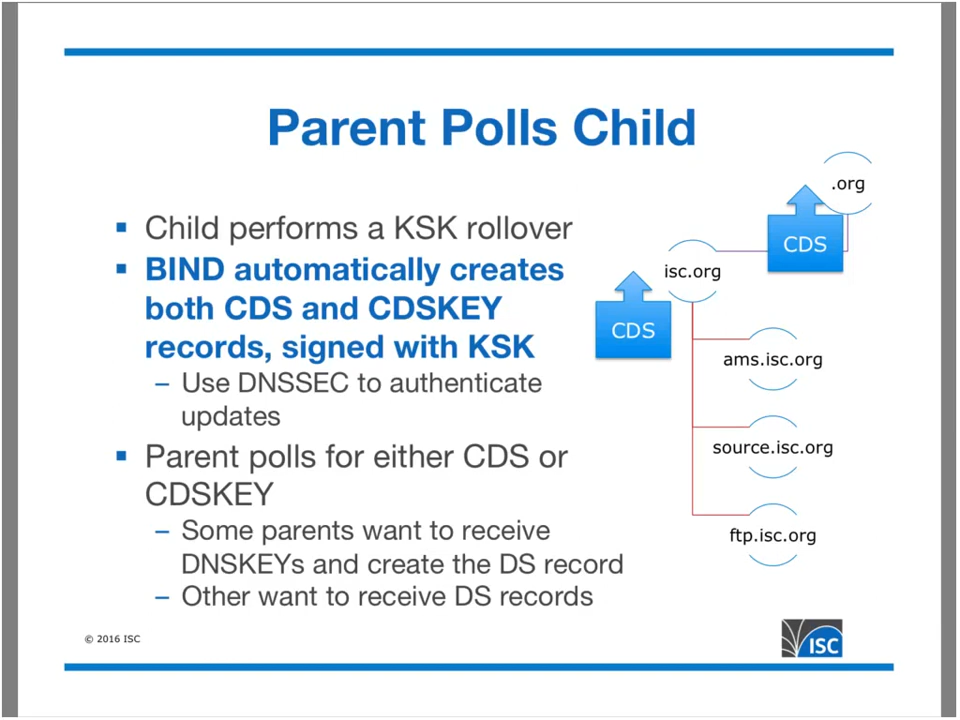 Parent Polls Child
▪ Child performs a KSK rollover
▪ BIND automatically creates
both CDS and CDSKEY
records, signed with KSK
– Use DNSSEC to authenticate
updates
▪ Parent polls for either CDS or
CDSKEY
– Some parents want to receive
DNSKEYs and create the DS record
– Other want to receive DS records
.org
CDS
isc.org
CDS
ams.isc.org
source.isc.org
ftp.isc.org
© 2016 ISC
ISC